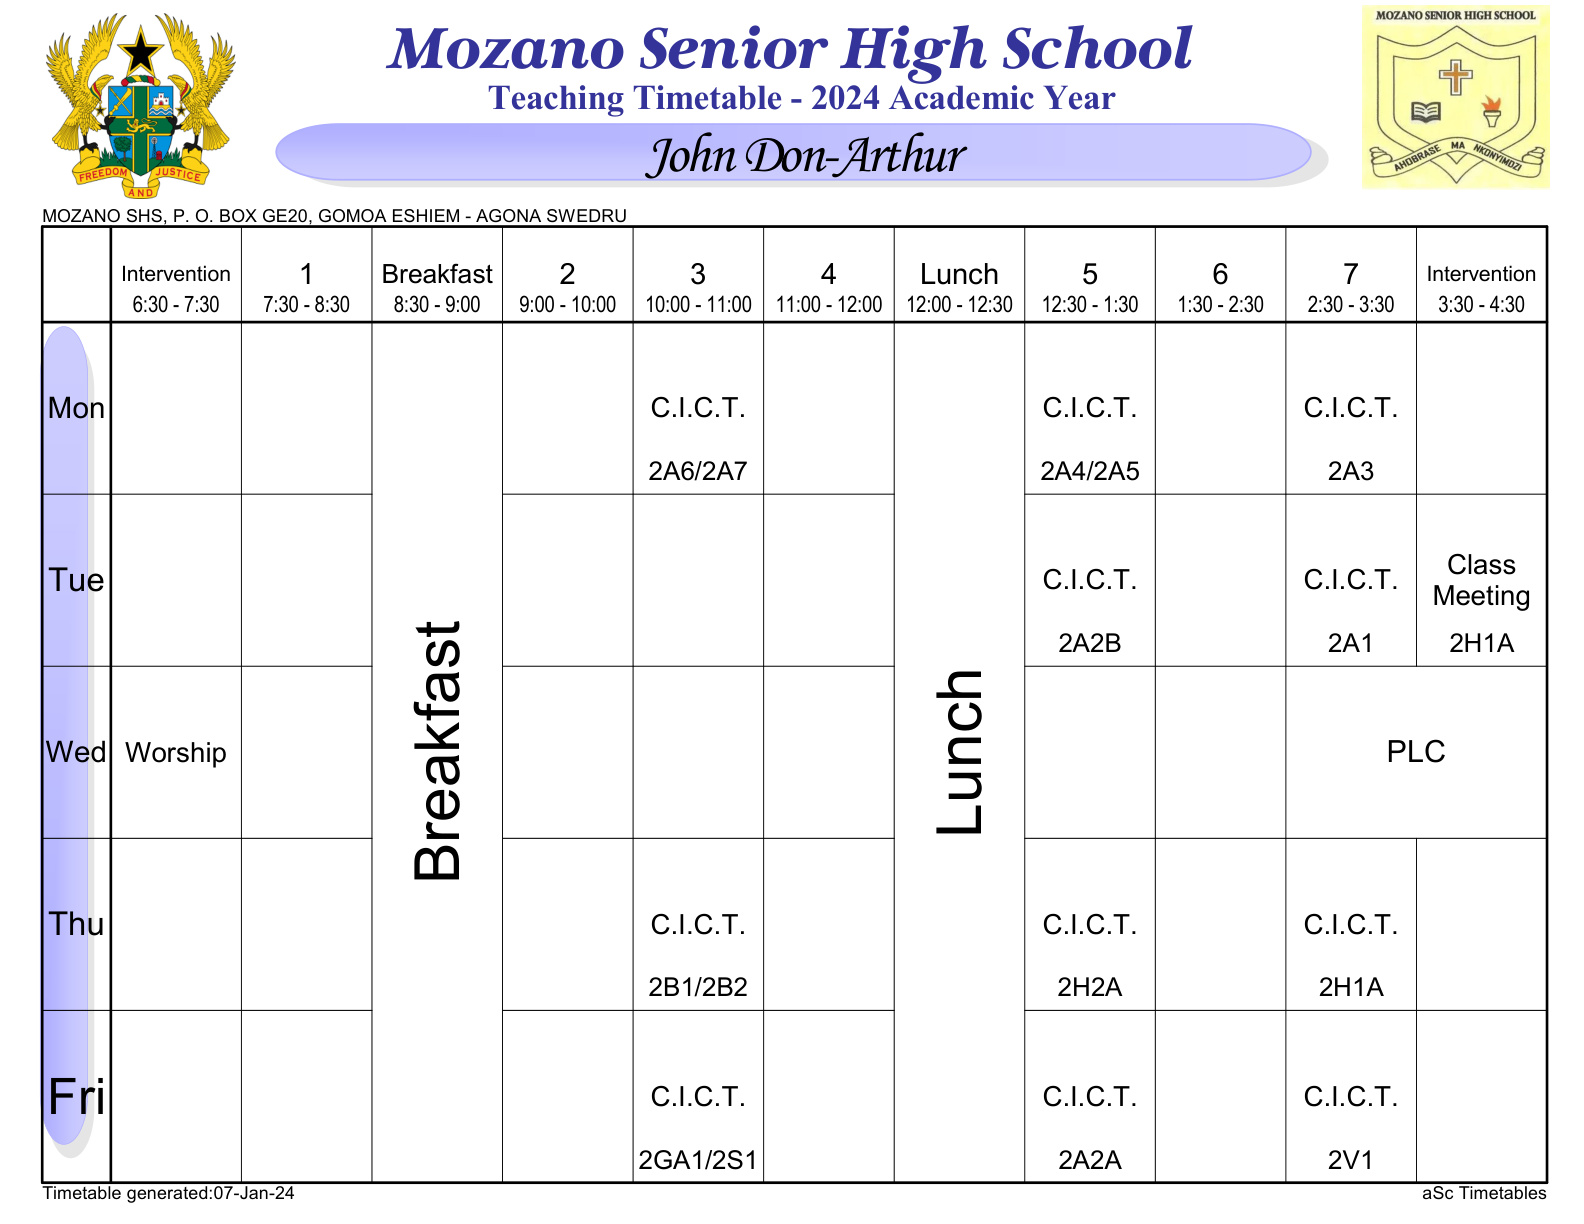 Mozano Senior High School
Teaching Timetable - 2024 Academic Year
John Don-Arthur
FREEDOM AND JUSTICE
MOZANO SENIOR HIGH SCHOOL
AHOBRASE MA NKONYIMDZI
MOZANO SHS, P. O. BOX GE20, GOMOA ESHIEM - AGONA SWEDRU
Intervention 1 Breakfast 2 3 4 Lunch 5 6 7 Intervention
6:30 - 7:30 7:30 - 8:30 8:30 - 9:00 9:00 - 10:00 10:00 - 11:00 11:00 - 12:00 12:00 - 12:30 12:30 - 1:30 1:30 - 2:30 2:30 - 3:30 3:30 - 4:30
Mon C.I.C.T. C.I.C.T. C.I.C.T.
2A6/2A7 2A4/2A5 2A3
Tue C.I.C.T. C.I.C.T. Class Meeting
2A2B 2A1 2H1A
Breakfast
Lunch
Wed Worship PLC
Thu C.I.C.T. C.I.C.T. C.I.C.T.
2B1/2B2 2H2A 2H1A
Fri C.I.C.T. C.I.C.T. C.I.C.T.
2GA1/2S1 2A2A 2V1
Timetable generated:07-Jan-24 aSc Timetables